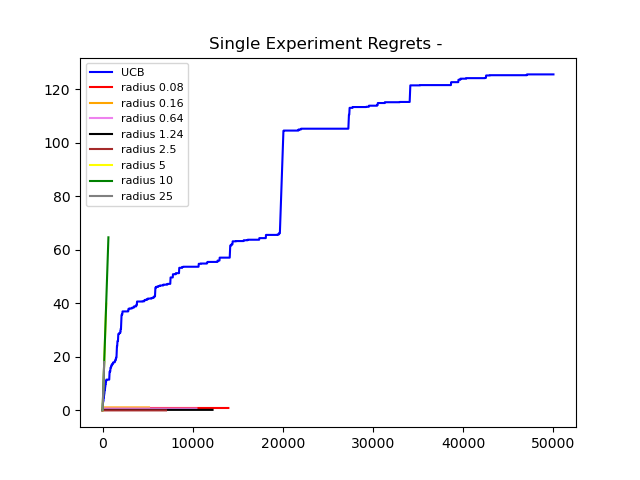 Single Experiment Regrets -
UCB
radius 0.08
radius 0.16
radius 0.64
radius 1.24
radius 2.5
radius 5
radius 10
radius 25
120
100
80
60
40
20
0
0 10000 20000 30000 40000 50000